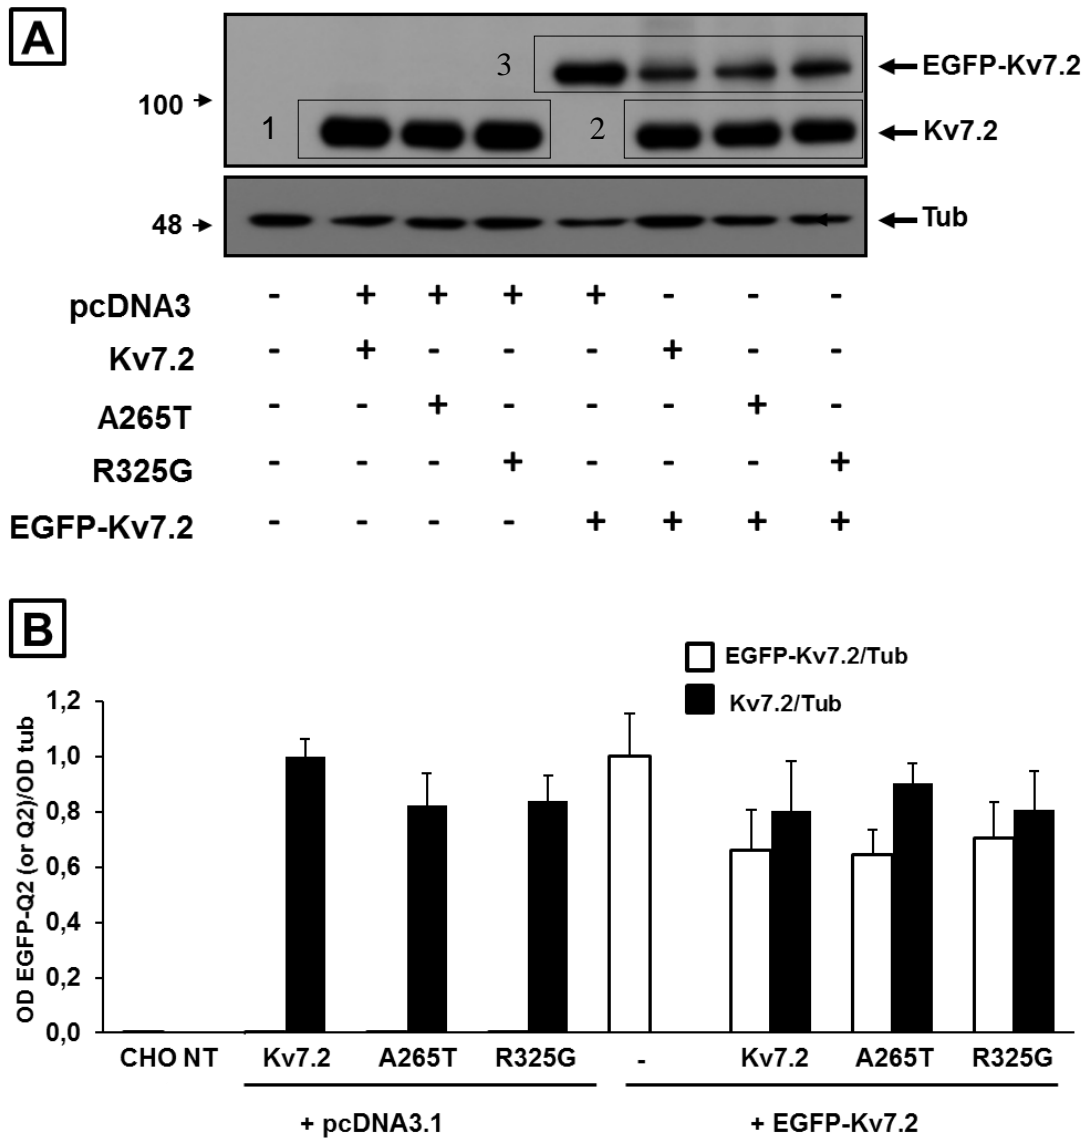 A
3
EGFP-Kv7.2
100
1
2
Kv7.2
48
Tub
pcDNA3 - + + + + - - -
Kv7.2 - + - - - + - -
A265T - - + - - - + -
R325G - - - + - - - +
EGFP-Kv7.2 - - - - + + + +
B
EGFP-Kv7.2/Tub
Kv7.2/Tub
OD EGFP-Q2 (or Q2)/OD tub
1,2
1,0
0,8
0,6
0,4
0,2
0,0
CHO NT Kv7.2 A265T R325G - Kv7.2 A265T R325G
+ pcDNA3.1 + EGFP-Kv7.2